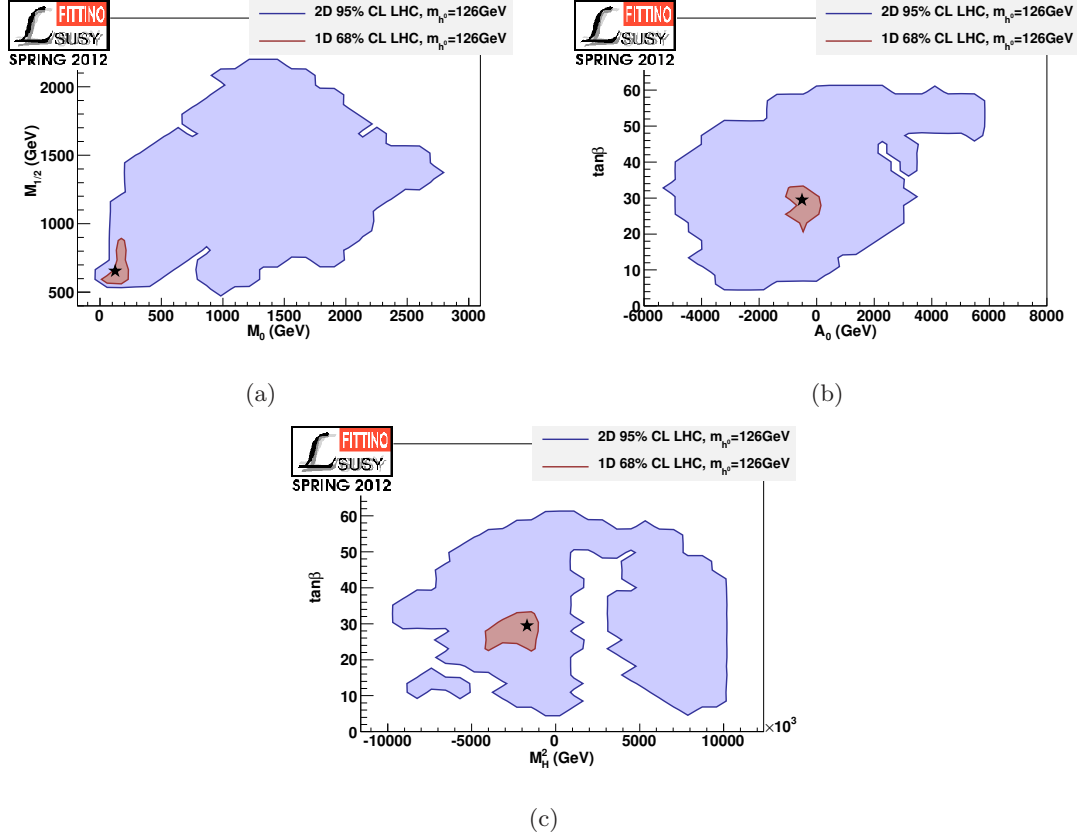 FITTINO
SUSY
SPRING 2012
2D 95% CL LHC, m_h⁰=126GeV
1D 68% CL LHC, m_h⁰=126GeV
M_1/2 (GeV)
2000
1500
1000
500
0 500 1000 1500 2000 2500 3000
M_0 (GeV)
(a)
FITTINO
SUSY
SPRING 2012
2D 95% CL LHC, m_h⁰=126GeV
1D 68% CL LHC, m_h⁰=126GeV
tanβ
60
50
40
30
20
10
0
-6000 -4000 -2000 0 2000 4000 6000 8000
A_0 (GeV)
(b)
FITTINO
SUSY
SPRING 2012
2D 95% CL LHC, m_h⁰=126GeV
1D 68% CL LHC, m_h⁰=126GeV
tanβ
60
50
40
30
20
10
0
-10000 -5000 0 5000 10000
×10³
M²_H (GeV)
(c)